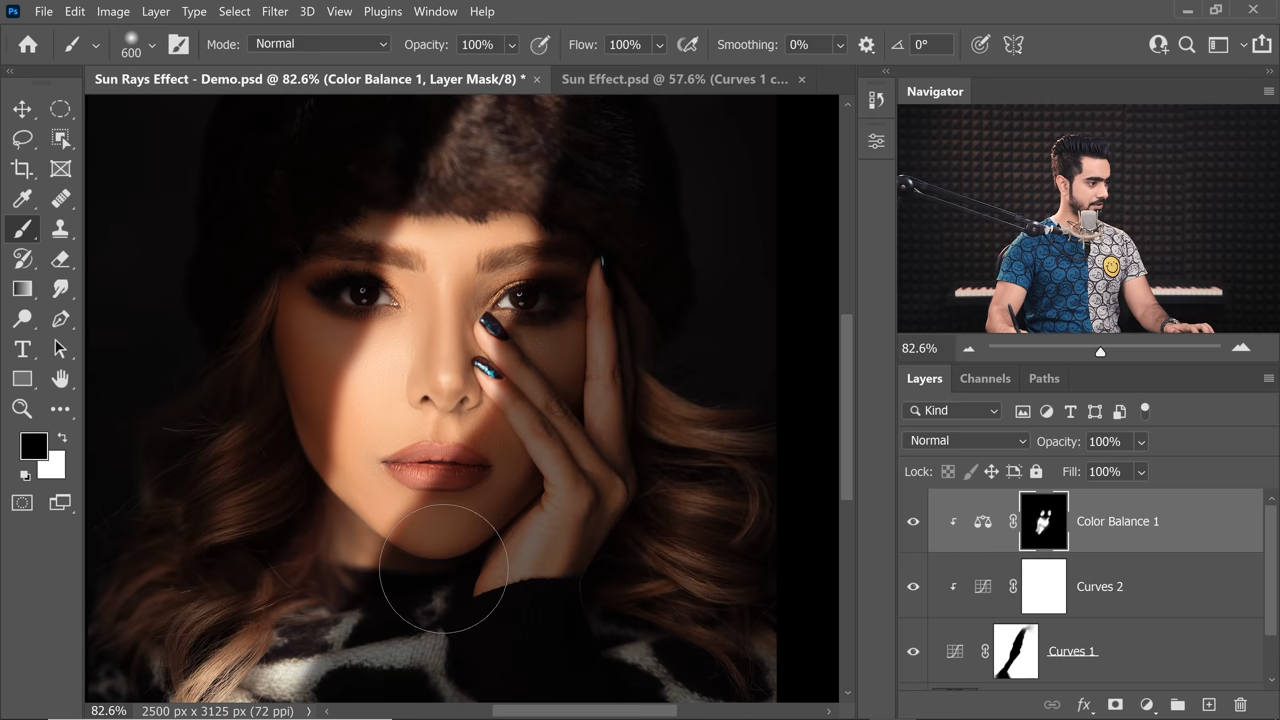 Ps File Edit Image Layer Type Select Filter 3D View Plugins Window Help
600 Mode: Normal Opacity: 100% Flow: 100% Smoothing: 0% 0°
Sun Rays Effect - Demo.psd @ 82.6% (Color Balance 1, Layer Mask/8) * × Sun Effect.psd @ 57.6% (Curves 1 c... ×
Navigator
82.6%
Layers Channels Paths
Kind
Normal Opacity: 100%
Lock: Fill: 100%
Color Balance 1
Curves 2
Curves 1
fx
82.6% 2500 px x 3125 px (72 ppi)